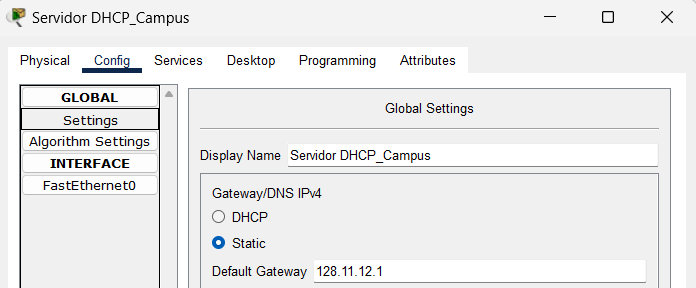 Servidor DHCP_Campus
Physical Config Services Desktop Programming Attributes
GLOBAL
Settings
Algorithm Settings
INTERFACE
FastEthernet0
Global Settings
Display Name Servidor DHCP_Campus
Gateway/DNS IPv4
DHCP
Static
Default Gateway 128.11.12.1